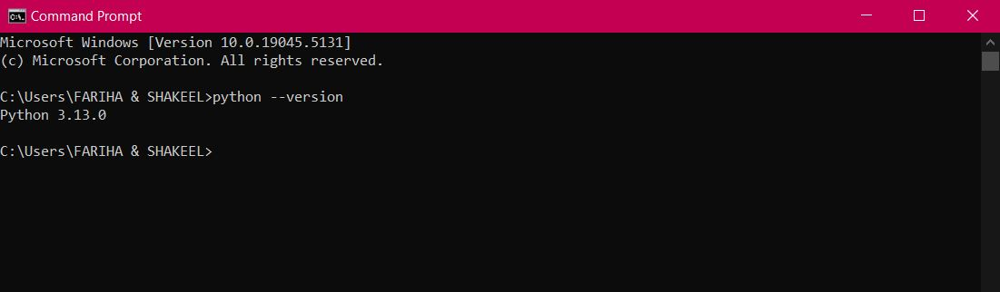 Command Prompt
Microsoft Windows [Version 10.0.19045.5131]
(c) Microsoft Corporation. All rights reserved.
C:\Users\FARIHA & SHAKEEL>python --version
Python 3.13.0
C:\Users\FARIHA & SHAKEEL>